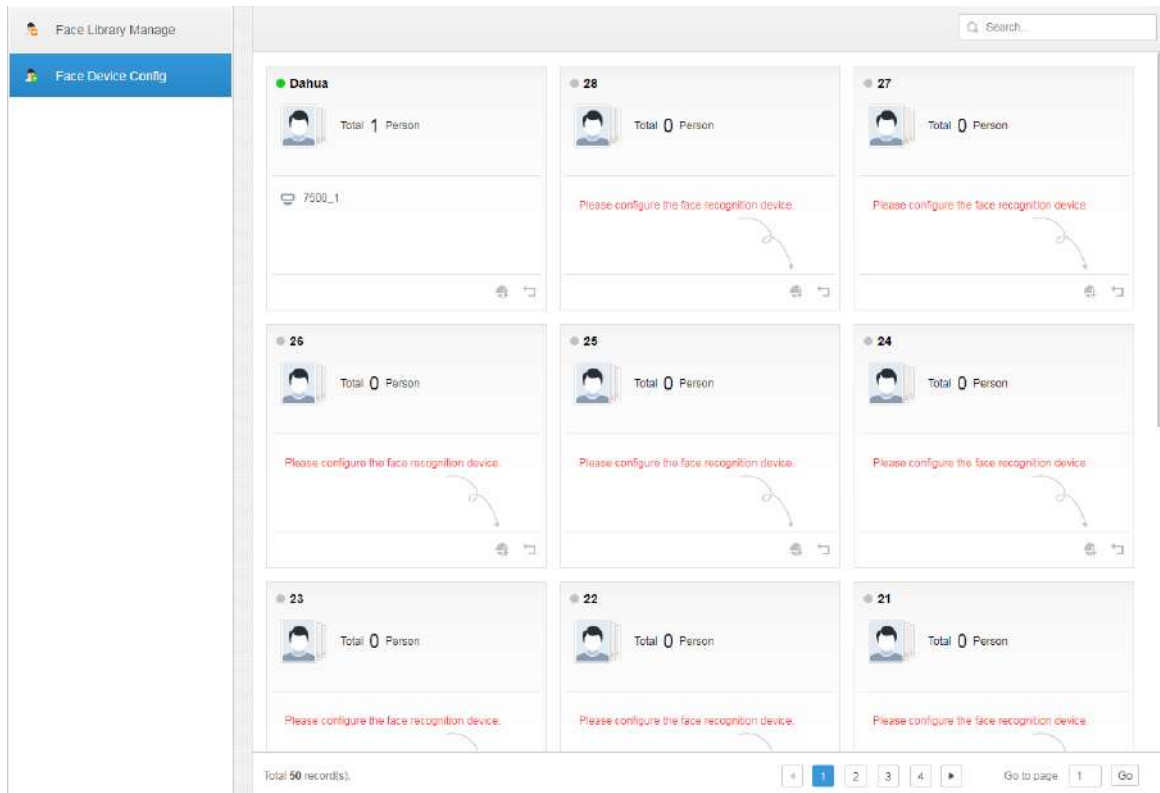 Face Library Manage
Face Device Config
Search...
Dahua
Total 1 Person
7500_1
28
Total 0 Person
Please configure the face recognition device.
27
Total 0 Person
Please configure the face recognition device.
26
Total 0 Person
Please configure the face recognition device.
25
Total 0 Person
Please configure the face recognition device.
24
Total 0 Person
Please configure the face recognition device.
23
Total 0 Person
Please configure the face recognition device.
22
Total 0 Person
Please configure the face recognition device.
21
Total 0 Person
Please configure the face recognition device.
Total 50 record(s).
1 2 3 4 Go to page 1 Go